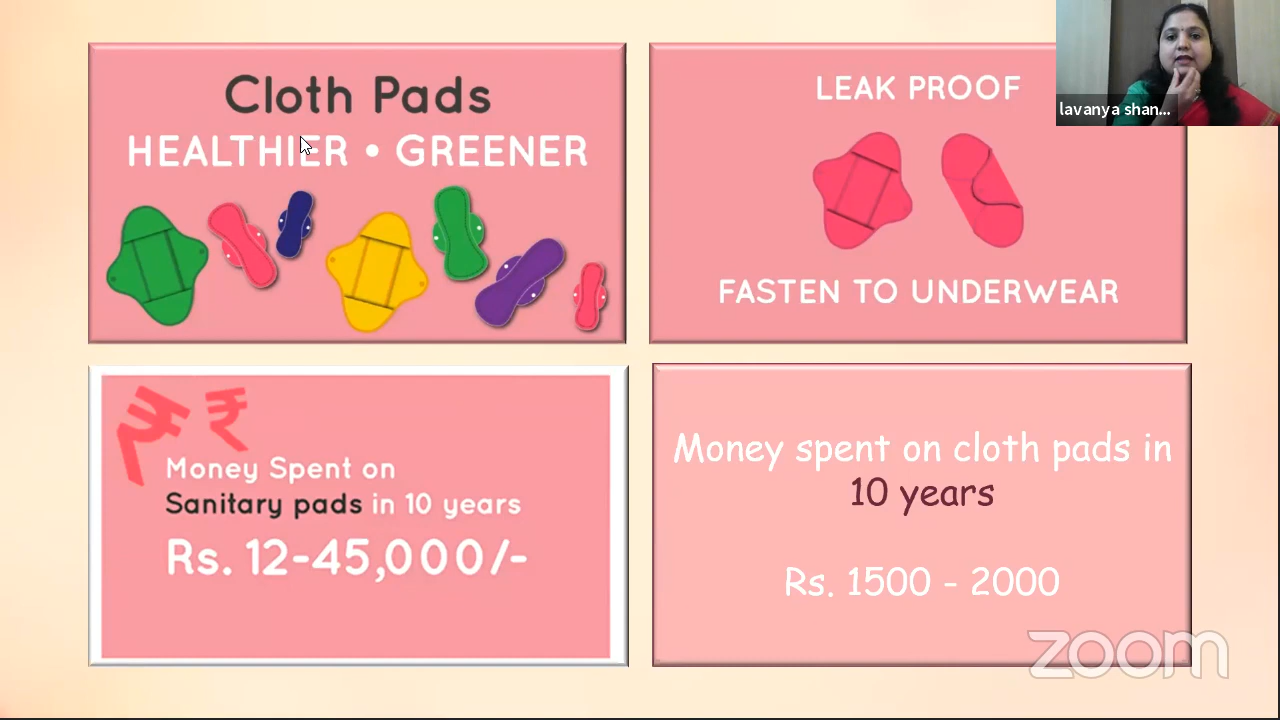 Cloth Pads
HEALTHIER • GREENER
LEAK PROOF
FASTEN TO UNDERWEAR
lavanya shan...
₹ ₹
Money Spent on
Sanitary pads in 10 years
Rs. 12-45,000/-
Money spent on cloth pads in
10 years
Rs. 1500 - 2000
zoom